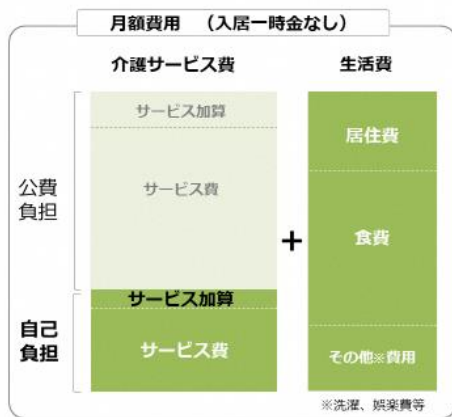 月額費用　（入居一時金なし）
介護サービス費
生活費
サービス加算
サービス費
公費
負担
サービス加算
サービス費
自己
負担
+
居住費
食費
その他※費用
※洗濯、娯楽費等